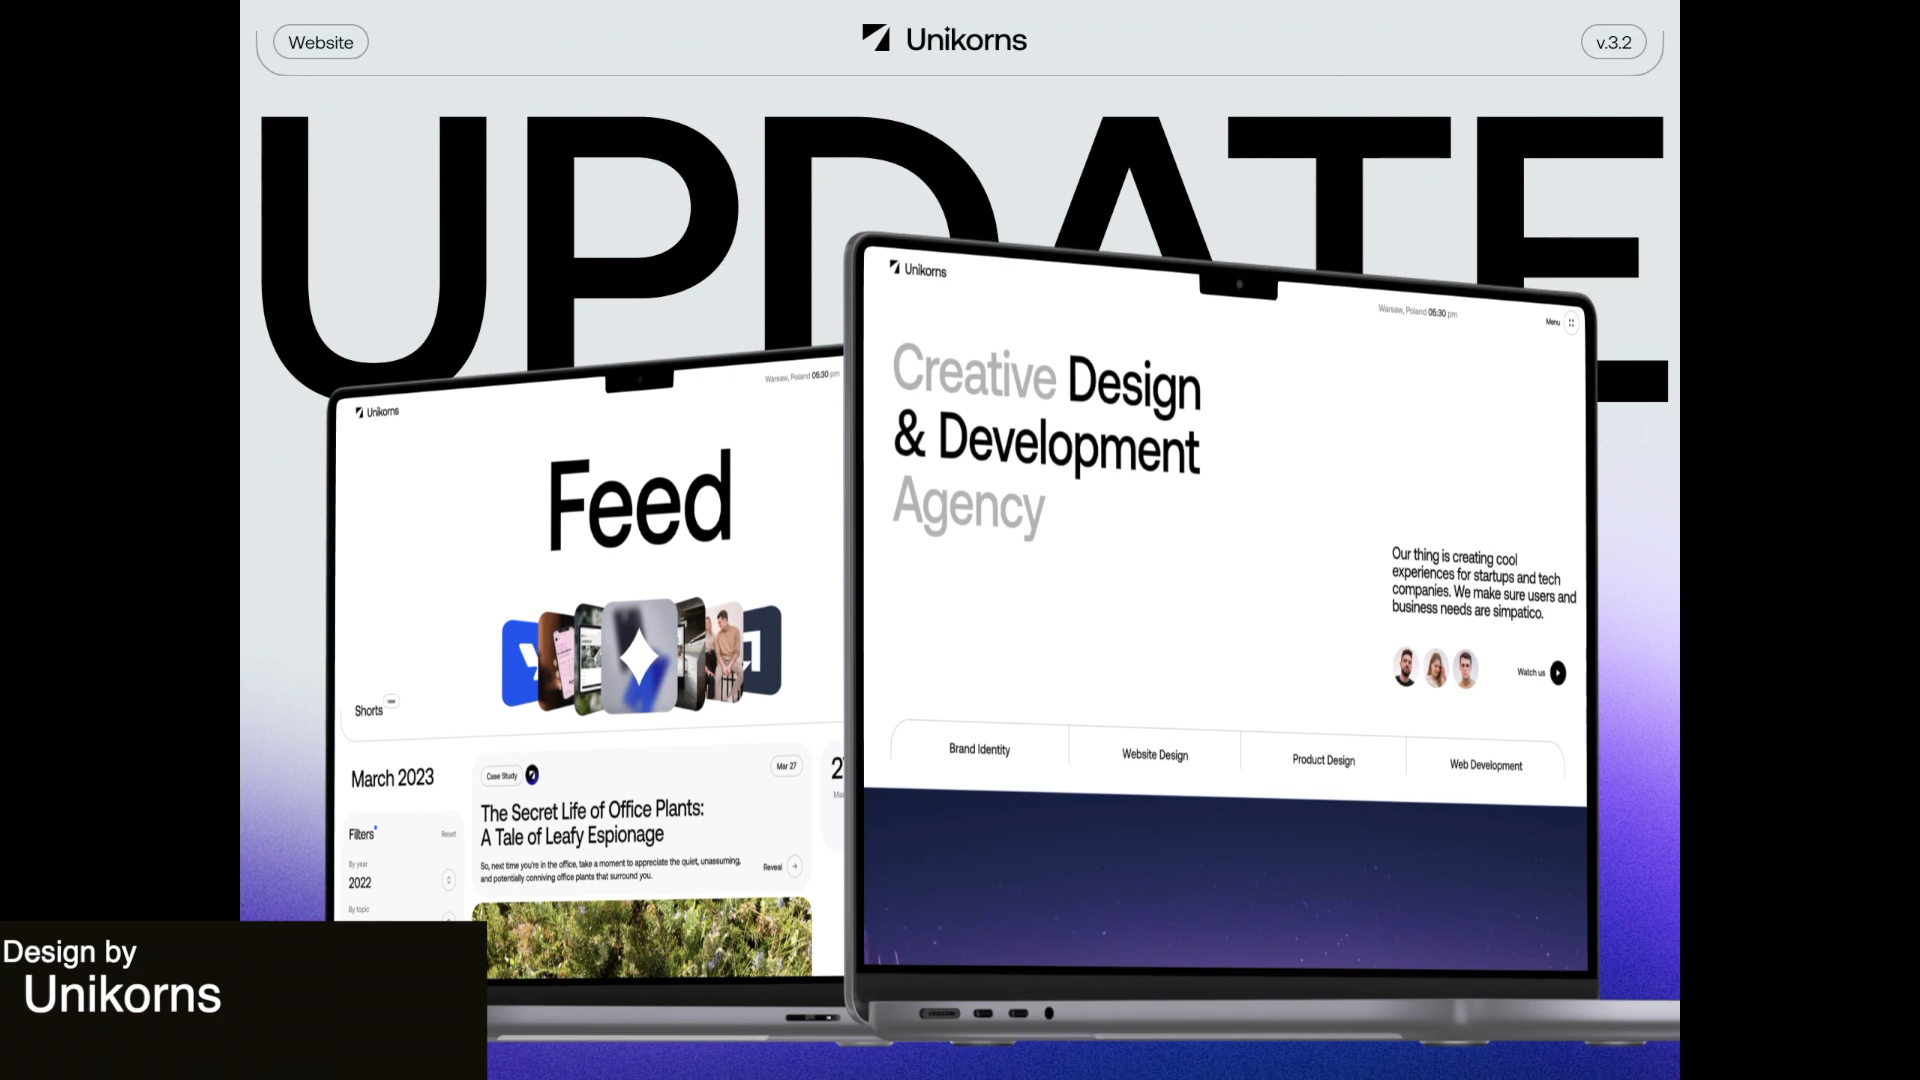 Website
Unikorns
v.3.2
UPDATE
Unikorns
Warsaw, Poland 05:30 pm
Feed
Shorts
new
March 2023
Filters
Reset
By year
2022
By topic
Case Study
Mar 27
The Secret Life of Office Plants:
A Tale of Leafy Espionage
So, next time you're in the office, take a moment to appreciate the quiet, unassuming,
and potentially conniving office plants that surround you.
Reveal
Unikorns
Warsaw, Poland 05:30 pm
Menu
Creative Design
& Development
Agency
Our thing is creating cool
experiences for startups and tech
companies. We make sure users and
business needs are simpatico.
Watch us
Brand Identity
Website Design
Product Design
Web Development
Design by
Unikorns